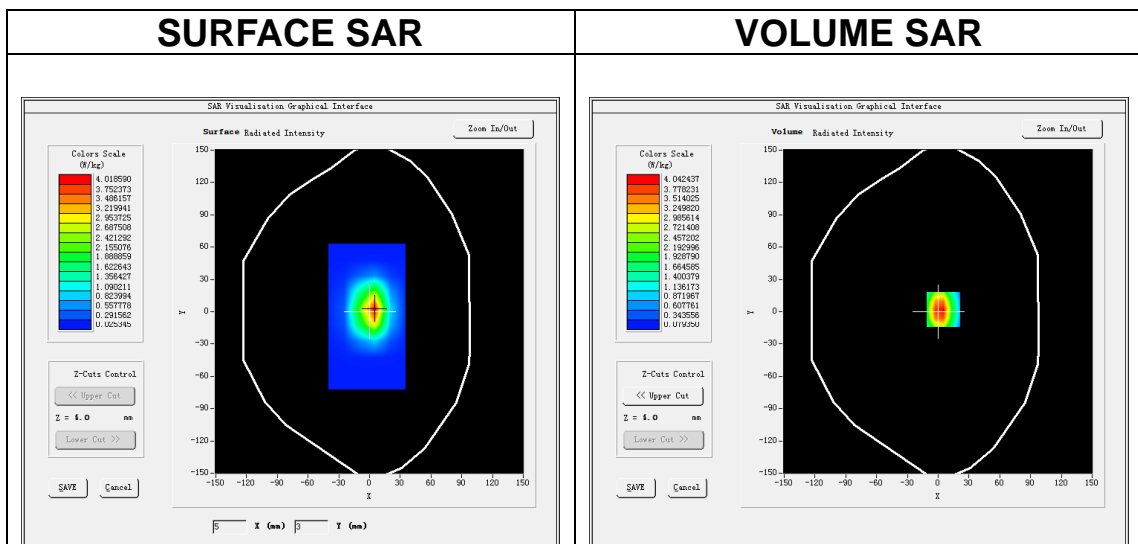 SURFACE SAR
VOLUME SAR
SAR Visualisation Graphical Interface
Surface Radiated Intensity
Zoom In/Out
Colors Scale
(W/kg)
4.018590
3.752373
3.486157
3.219941
2.953725
2.687508
2.421292
2.155076
1.888859
1.622643
1.356427
1.090211
0.823994
0.557778
0.291562
0.025345
Z-Cuts Control
<< Upper Cut
Z = 4.0 mm
Lower Cut >>
SAVE
Cancel
150
120
90
60
30
0
-30
-60
-90
-120
-150
Y
-150 -120 -90 -60 -30 0 30 60 90 120 150
X
5 X (mm) 3 Y (mm)
SAR Visualisation Graphical Interface
Volume Radiated Intensity
Zoom In/Out
Colors Scale
(W/kg)
4.042437
3.778231
3.514025
3.249820
2.985614
2.721408
2.457202
2.192996
1.928790
1.664585
1.400379
1.136173
0.871967
0.607761
0.343556
0.079350
Z-Cuts Control
<< Upper Cut
Z = 4.0 mm
Lower Cut >>
SAVE
Cancel
150
120
90
60
30
0
-30
-60
-90
-120
-150
Y
-150 -120 -90 -60 -30 0 30 60 90 120 150
X